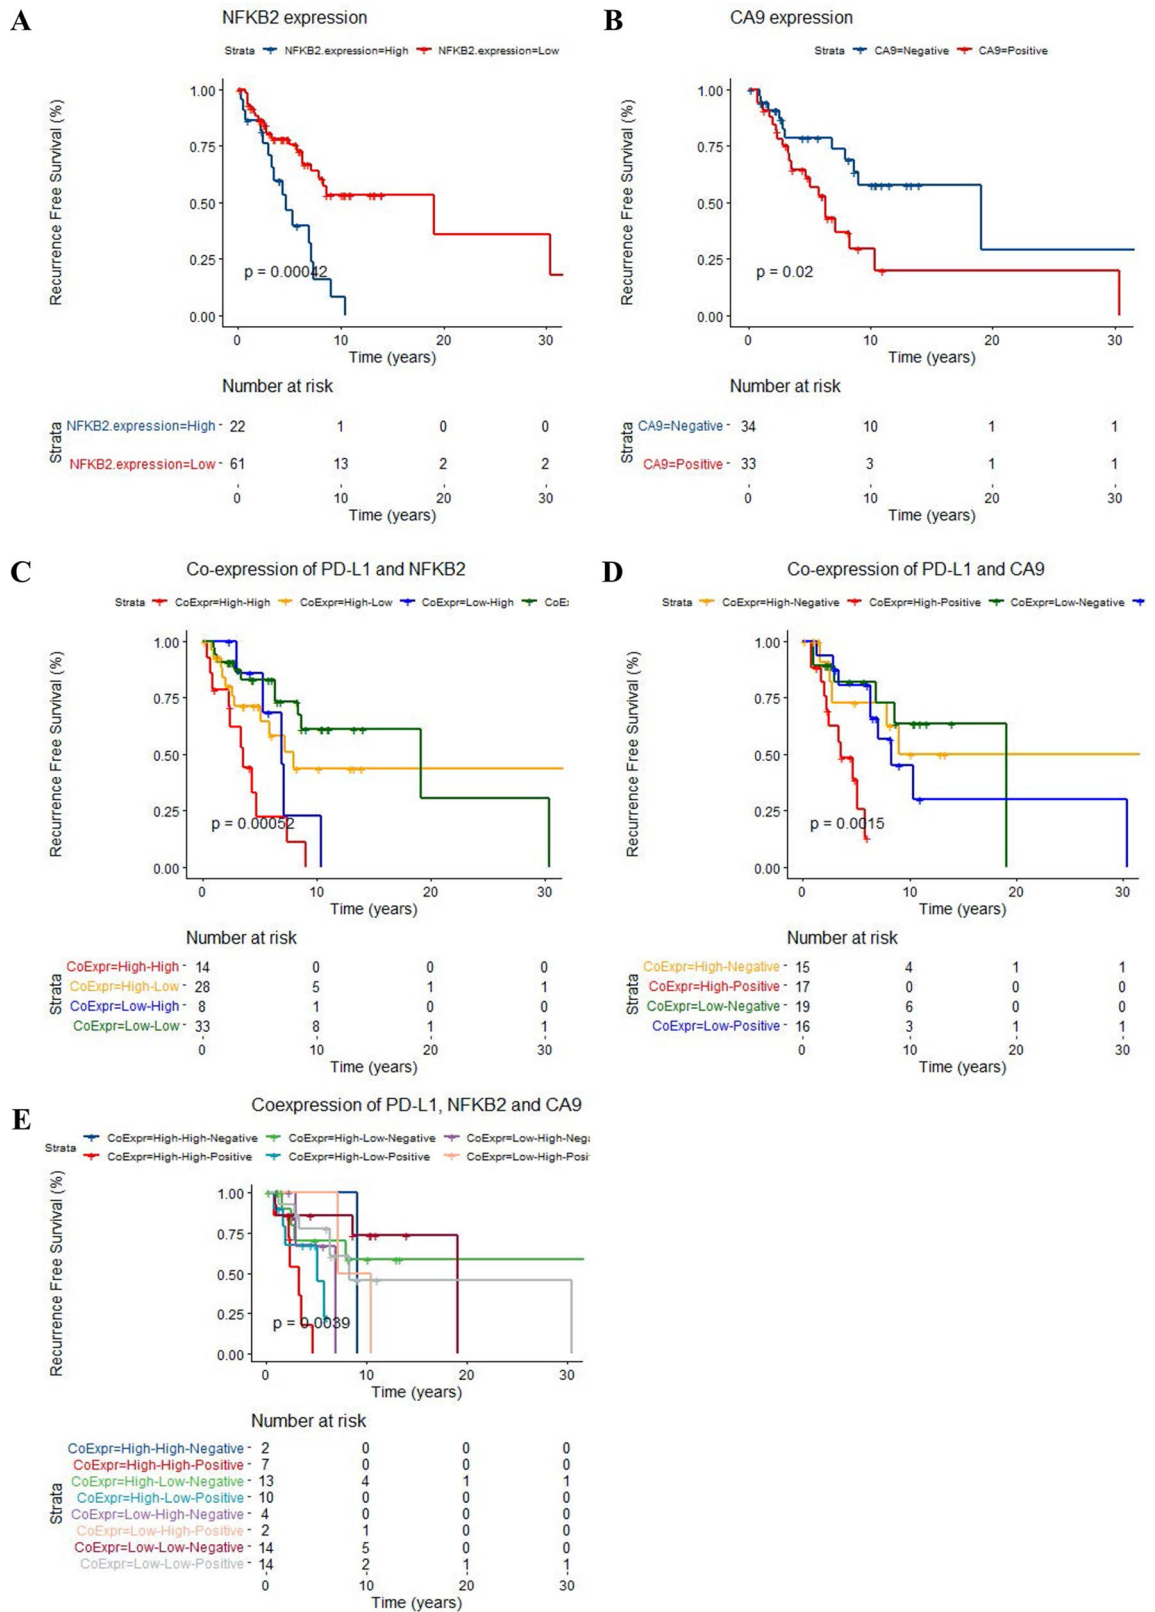 A
NFKB2 expression
Strata NFKB2.expression=High NFKB2.expression=Low
Recurrence Free Survival (%)
1.00
0.75
0.50
0.25
0.00
p = 0.00042
0 10 20 30
Time (years)
Number at risk
Strata
NFKB2.expression=High 22 1 0 0
NFKB2.expression=Low 61 13 2 2
0 10 20 30
Time (years)
B
CA9 expression
Strata CA9=Negative CA9=Positive
Recurrence Free Survival (%)
1.00
0.75
0.50
0.25
0.00
p = 0.02
0 10 20 30
Time (years)
Number at risk
Strata
CA9=Negative 34 10 1 1
CA9=Positive 33 3 1 1
0 10 20 30
Time (years)
C
Co-expression of PD-L1 and NFKB2
Strata CoExpr=High-High CoExpr=High-Low CoExpr=Low-High CoEx
Recurrence Free Survival (%)
1.00
0.75
0.50
0.25
0.00
p = 0.00052
0 10 20 30
Time (years)
Number at risk
Strata
CoExpr=High-High 14 0 0 0
CoExpr=High-Low 28 5 1 1
CoExpr=Low-High 8 1 0 0
CoExpr=Low-Low 33 8 1 1
0 10 20 30
Time (years)
D
Co-expression of PD-L1 and CA9
Strata CoExpr=High-Negative CoExpr=High-Positive CoExpr=Low-Negative
Recurrence Free Survival (%)
1.00
0.75
0.50
0.25
0.00
p = 0.0015
0 10 20 30
Time (years)
Number at risk
Strata
CoExpr=High-Negative 15 4 1 1
CoExpr=High-Positive 17 0 0 0
CoExpr=Low-Negative 19 6 0 0
CoExpr=Low-Positive 16 3 1 1
0 10 20 30
Time (years)
E
Coexpression of PD-L1, NFKB2 and CA9
Strata
CoExpr=High-High-Negative CoExpr=High-Low-Negative CoExpr=Low-High-Neg
CoExpr=High-High-Positive CoExpr=High-Low-Positive CoExpr=Low-High-Posi
Recurrence Free Survival (%)
1.00
0.75
0.50
0.25
0.00
p = 0.0039
0 10 20 30
Time (years)
Number at risk
Strata
CoExpr=High-High-Negative 2 0 0 0
CoExpr=High-High-Positive 7 0 0 0
CoExpr=High-Low-Negative 13 4 1 1
CoExpr=High-Low-Positive 10 0 0 0
CoExpr=Low-High-Negative 4 0 0 0
CoExpr=Low-High-Positive 2 1 0 0
CoExpr=Low-Low-Negative 14 5 0 0
CoExpr=Low-Low-Positive 14 2 1 1
0 10 20 30
Time (years)